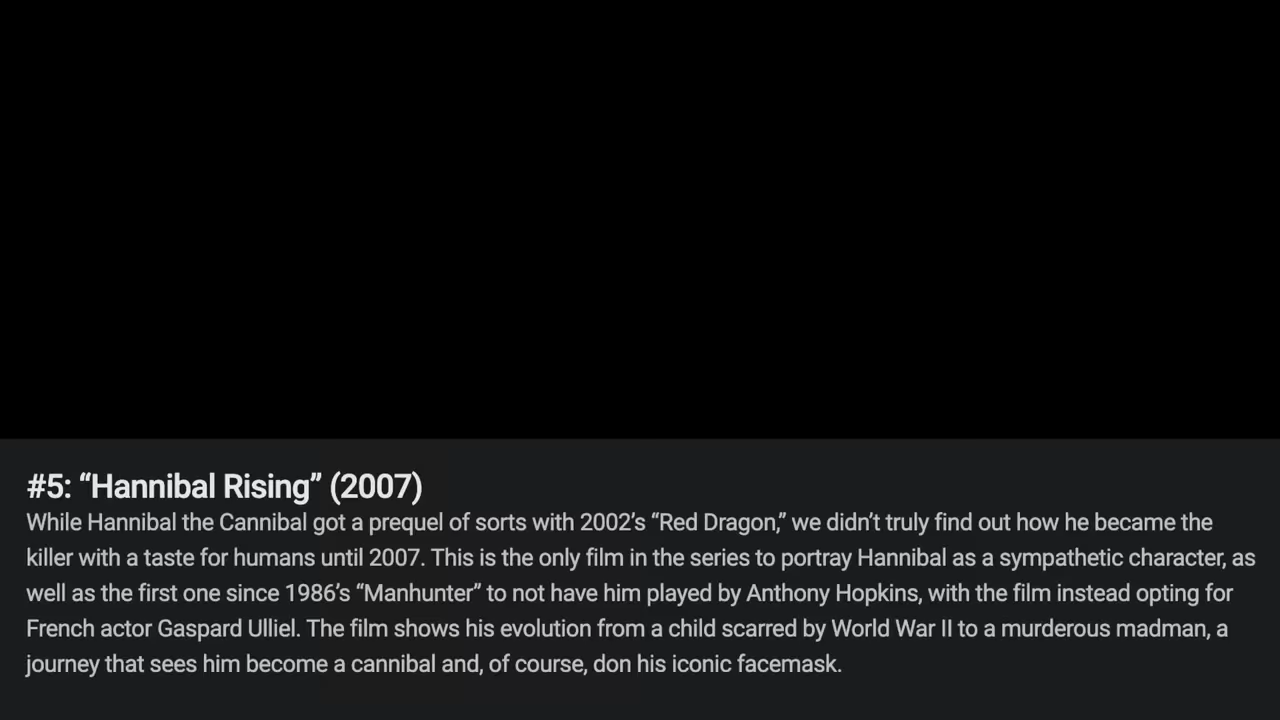 #5: “Hannibal Rising” (2007)
While Hannibal the Cannibal got a prequel of sorts with 2002’s “Red Dragon,” we didn’t truly find out how he became the
killer with a taste for humans until 2007. This is the only film in the series to portray Hannibal as a sympathetic character, as
well as the first one since 1986’s “Manhunter” to not have him played by Anthony Hopkins, with the film instead opting for
French actor Gaspard Ulliel. The film shows his evolution from a child scarred by World War II to a murderous madman, a
journey that sees him become a cannibal and, of course, don his iconic facemask.